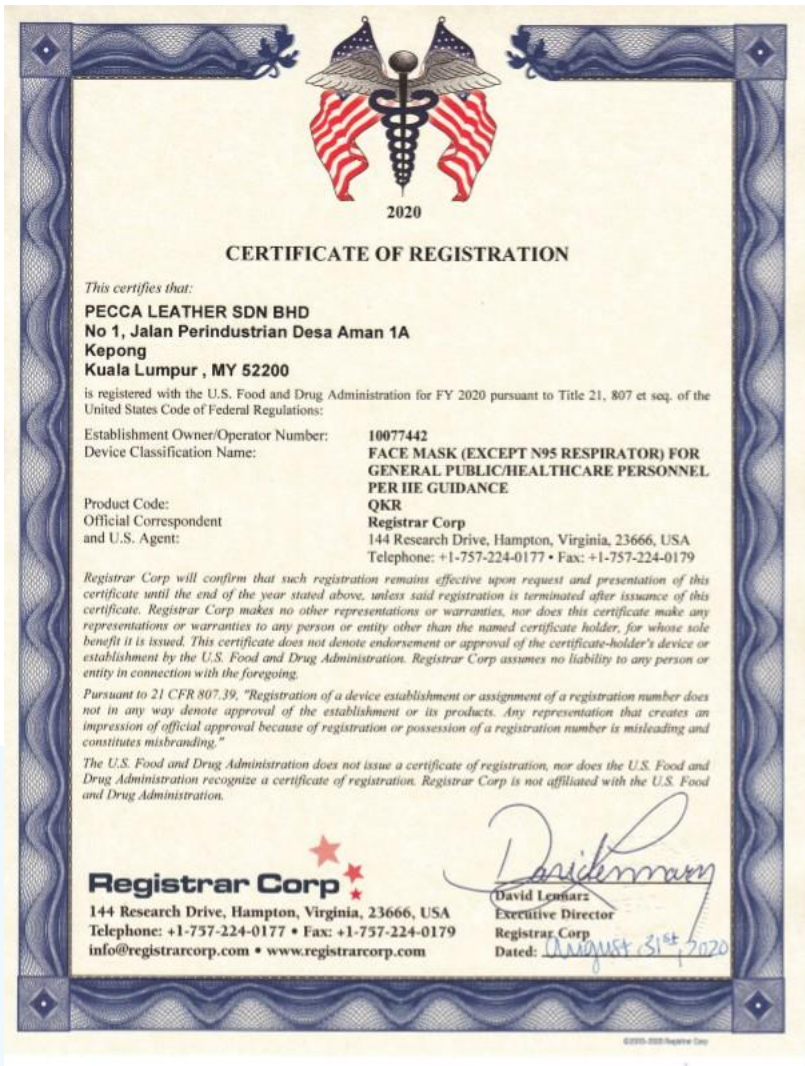 2020
CERTIFICATE OF REGISTRATION
This certifies that:
PECCA LEATHER SDN BHD
No 1, Jalan Perindustrian Desa Aman 1A
Kepong
Kuala Lumpur , MY 52200
is registered with the U.S. Food and Drug Administration for FY 2020 pursuant to Title 21, 807 et seq. of the
United States Code of Federal Regulations:
Establishment Owner/Operator Number: 10077442
Device Classification Name: FACE MASK (EXCEPT N95 RESPIRATOR) FOR
GENERAL PUBLIC/HEALTHCARE PERSONNEL
PER IIE GUIDANCE
Product Code: QKR
Official Correspondent Registrar Corp
and U.S. Agent: 144 Research Drive, Hampton, Virginia, 23666, USA
Telephone: +1-757-224-0177 • Fax: +1-757-224-0179
Registrar Corp will confirm that such registration remains effective upon request and presentation of this
certificate until the end of the year stated above, unless said registration is terminated after issuance of this
certificate. Registrar Corp makes no other representations or warranties, nor does this certificate make any
representations or warranties to any person or entity other than the named certificate holder, for whose sole
benefit it is issued. This certificate does not denote endorsement or approval of the certificate-holder's device or
establishment by the U.S. Food and Drug Administration. Registrar Corp assumes no liability to any person or
entity in connection with the foregoing.
Pursuant to 21 CFR 807.39, "Registration of a device establishment or assignment of a registration number does
not in any way denote approval of the establishment or its products. Any representation that creates an
impression of official approval because of registration or possession of a registration number is misleading and
constitutes misbranding."
The U.S. Food and Drug Administration does not issue a certificate of registration, nor does the U.S. Food and
Drug Administration recognize a certificate of registration. Registrar Corp is not affiliated with the U.S. Food
and Drug Administration.
Registrar Corp
144 Research Drive, Hampton, Virginia, 23666, USA
Telephone: +1-757-224-0177 • Fax: +1-757-224-0179
info@registrarcorp.com • www.registrarcorp.com
David Lennarz
David Lennarz
Executive Director
Registrar Corp
Dated: August 31st, 2020
Registrar Corp